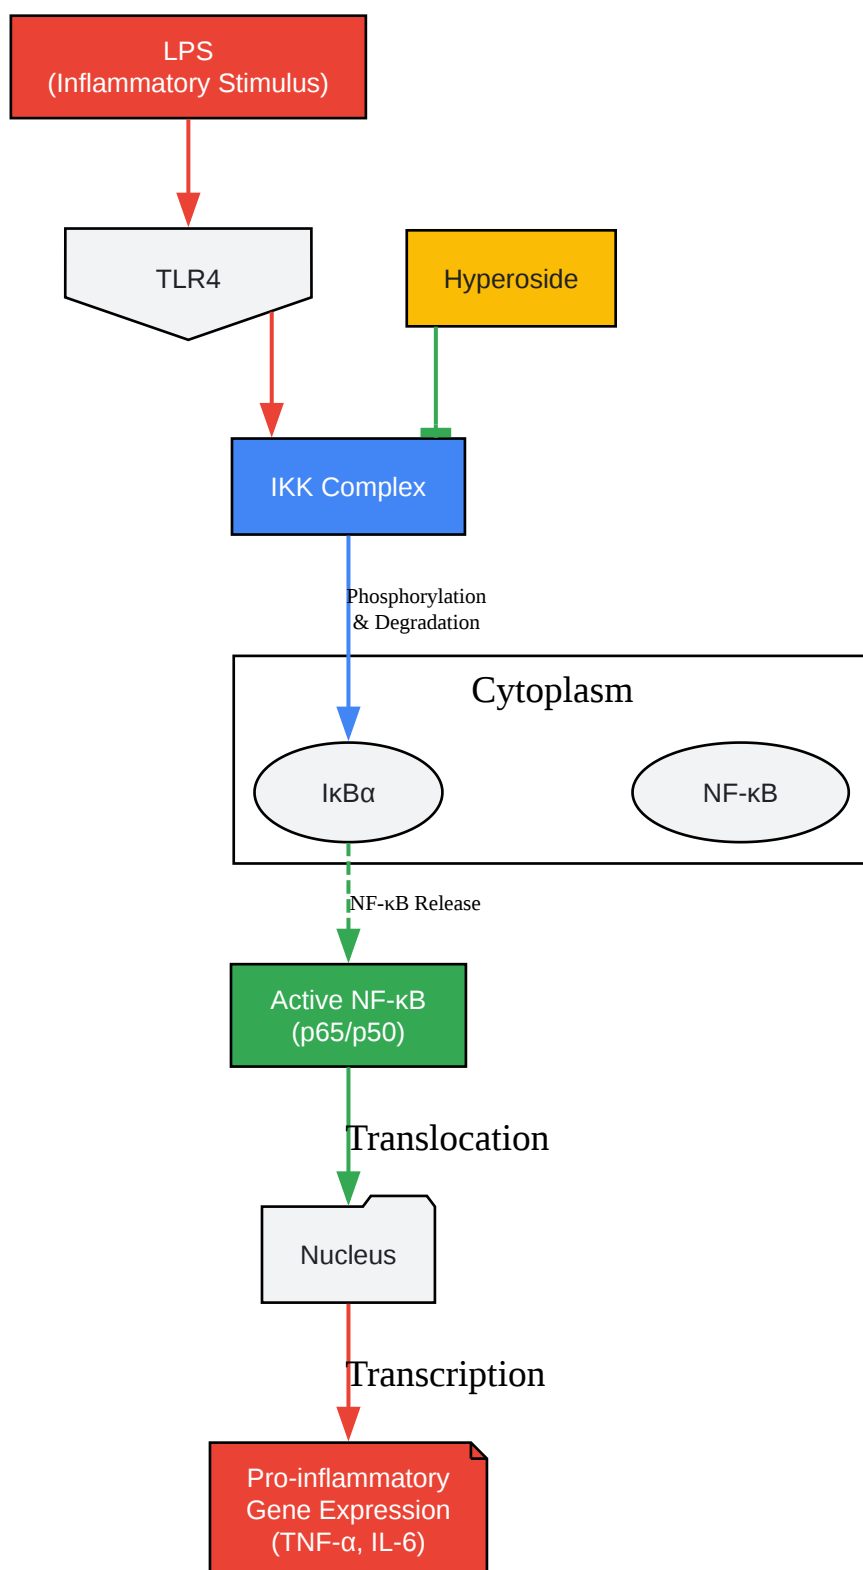 LPS
(Inflammatory Stimulus)
TLR4
Hyperoside
IKK Complex
Phosphorylation
& Degradation
Cytoplasm
IκBα
NF-κB
NF-κB Release
Active NF-κB
(p65/p50)
Translocation
Nucleus
Transcription
Pro-inflammatory
Gene Expression
(TNF-α, IL-6)